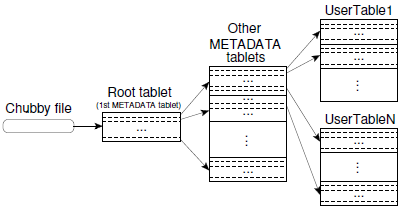 Chubby file
Root tablet
(1st METADATA tablet)
...
Other
METADATA
tablets
...
...
⋮
...
UserTable1
...
...
⋮
UserTableN
...
⋮
...